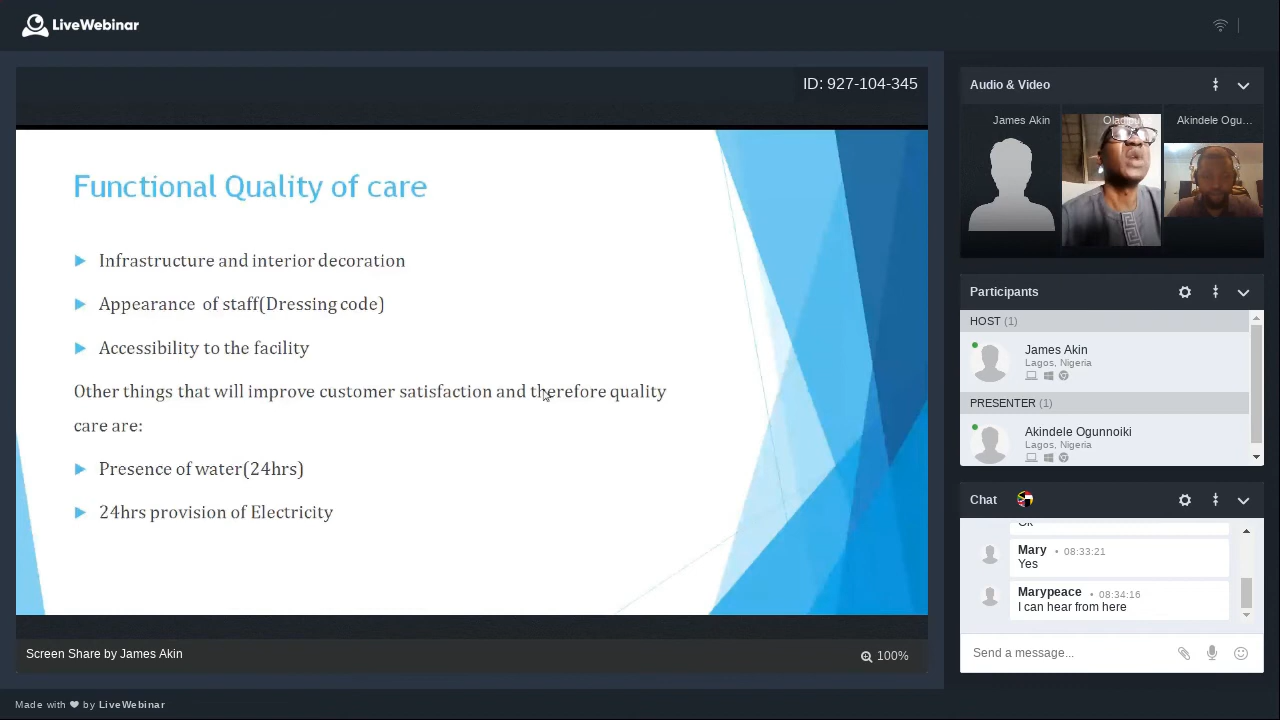 LiveWebinar
ID: 927-104-345
Functional Quality of care
Infrastructure and interior decoration
Appearance of staff(Dressing code)
Accessibility to the facility
Other things that will improve customer satisfaction and therefore quality
care are:
Presence of water(24hrs)
24hrs provision of Electricity
Screen Share by James Akin
100%
Audio & Video
James Akin
Akindele Ogu...
Participants
HOST (1)
James Akin
Lagos, Nigeria
PRESENTER (1)
Akindele Ogunnoiki
Lagos, Nigeria
Chat
Ok
Mary • 08:33:21
Yes
Marypeace • 08:34:16
I can hear from here
Send a message...
Made with ❤ by LiveWebinar